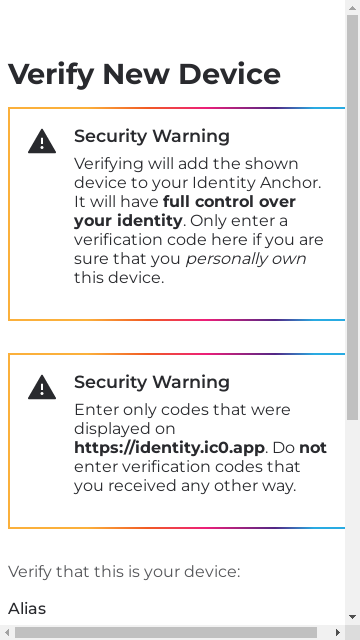 Verify New Device
Security Warning
Verifying will add the shown
device to your Identity Anchor.
It will have full control over
your identity. Only enter a
verification code here if you are
sure that you personally own
this device.
Security Warning
Enter only codes that were
displayed on
https://identity.ic0.app. Do not
enter verification codes that
you received any other way.
Verify that this is your device:
Alias